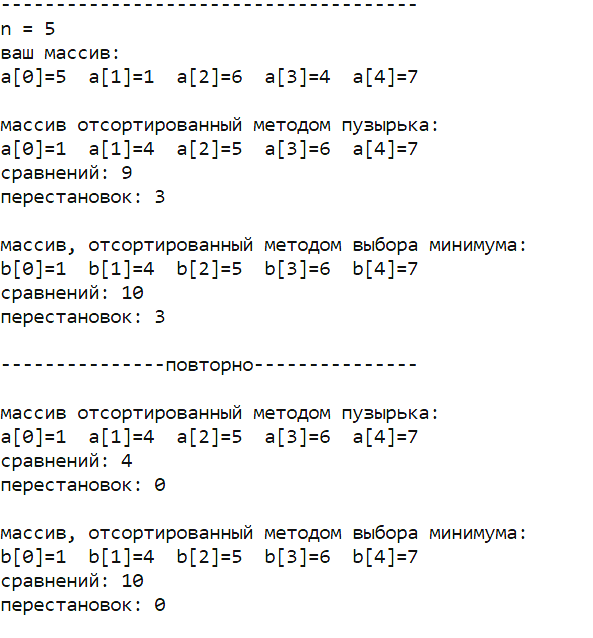 --------------------------------------
n = 5
ваш массив:
a[0]=5  a[1]=1  a[2]=6  a[3]=4  a[4]=7
массив отсортированный методом пузырька:
a[0]=1  a[1]=4  a[2]=5  a[3]=6  a[4]=7
сравнений: 9
перестановок: 3
массив, отсортированный методом выбора минимума:
b[0]=1  b[1]=4  b[2]=5  b[3]=6  b[4]=7
сравнений: 10
перестановок: 3
---------------повторно---------------
массив отсортированный методом пузырька:
a[0]=1  a[1]=4  a[2]=5  a[3]=6  a[4]=7
сравнений: 4
перестановок: 0
массив, отсортированный методом выбора минимума:
b[0]=1  b[1]=4  b[2]=5  b[3]=6  b[4]=7
сравнений: 10
перестановок: 0